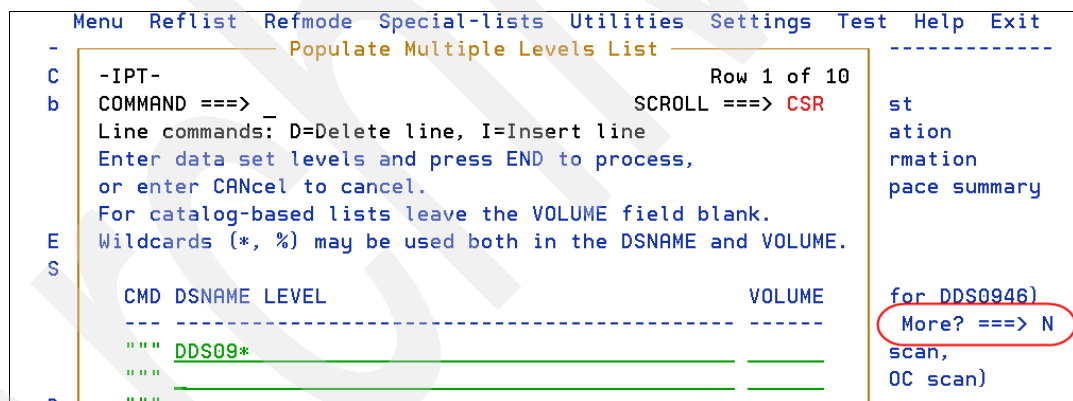 Menu Reflist Refmode Special-lists Utilities Settings Test Help Exit
- Populate Multiple Levels List -------------
C -IPT- Row 1 of 10
b COMMAND ===> _ SCROLL ===> CSR st
Line commands: D=Delete line, I=Insert line ation
Enter data set levels and press END to process, rmation
or enter CANcel to cancel. pace summary
For catalog-based lists leave the VOLUME field blank.
E Wildcards (*, %) may be used both in the DSNAME and VOLUME.
S
CMD DSNAME LEVEL VOLUME for DDS0946)
--- -------------------------------------------- ------ More? ===> N
""" DDS09* scan,
""" OC scan)